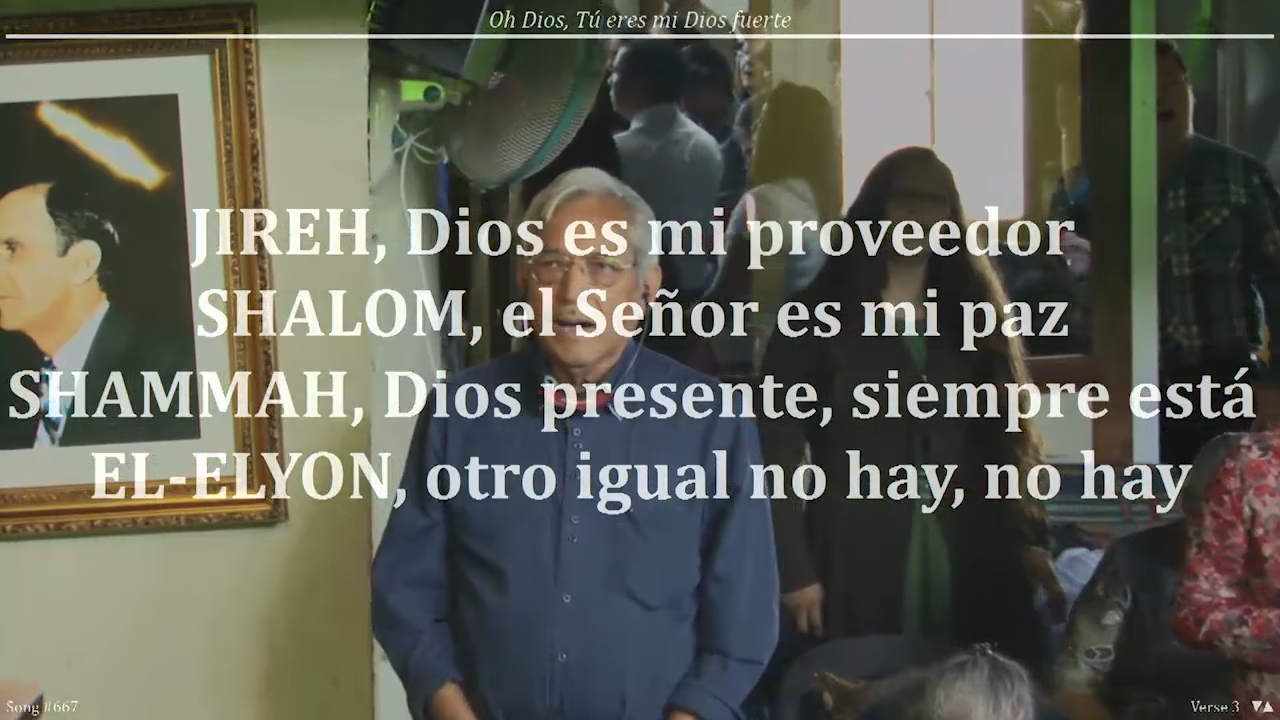 Oh Dios, Tú eres mi Dios fuerte
JIREH, Dios es mi proveedor
SHALOM, el Señor es mi paz
SHAMMAH, Dios presente, siempre está
EL-ELYON, otro igual no hay, no hay
Song #667
Verse 3